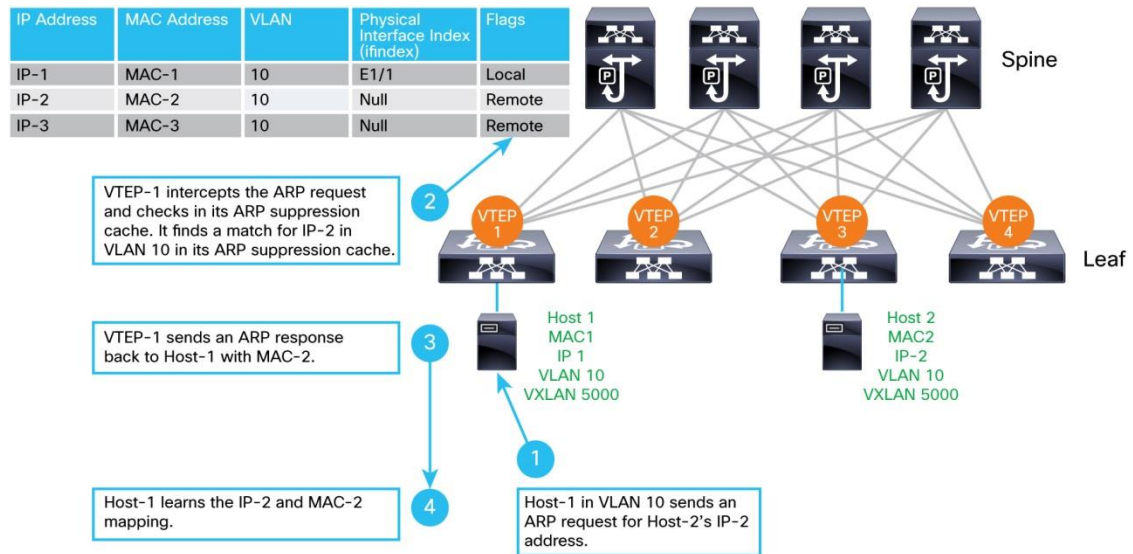 IP Address MAC Address VLAN Physical Interface Index (ifindex) Flags
IP-1 MAC-1 10 E1/1 Local
IP-2 MAC-2 10 Null Remote
IP-3 MAC-3 10 Null Remote
P P P P
Spine
VTEP-1 intercepts the ARP request
and checks in its ARP suppression
cache. It finds a match for IP-2 in
VLAN 10 in its ARP suppression cache.
2
VTEP 1
VTEP 2
VTEP 3
VTEP 4
Leaf
VTEP-1 sends an ARP response
back to Host-1 with MAC-2.
3
Host 1
MAC1
IP 1
VLAN 10
VXLAN 5000
Host 2
MAC2
IP-2
VLAN 10
VXLAN 5000
1
Host-1 learns the IP-2 and MAC-2
mapping.
4
Host-1 in VLAN 10 sends an
ARP request for Host-2's IP-2
address.